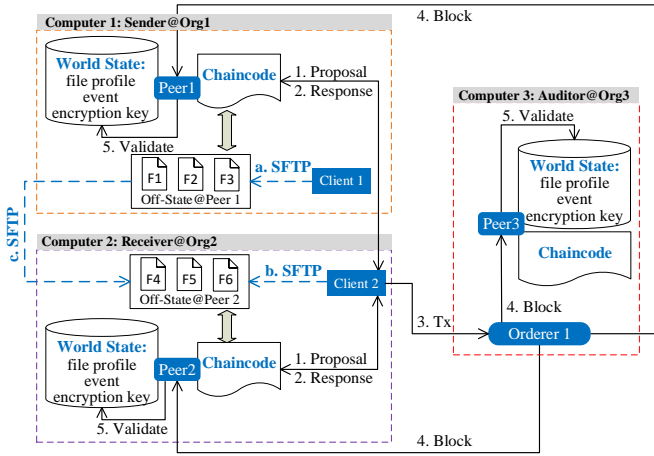 Computer 1: Sender@Org1
4. Block
World State:
file profile
event
encryption key
Peer1
Chaincode
1. Proposal
2. Response
5. Validate
F1
F2
F3
Off-State@Peer 1
a. SFTP
Client 1
c. SFTP
Computer 2: Receiver@Org2
F4
F5
F6
Off-State@Peer 2
b. SFTP
Client 2
World State:
file profile
event
encryption key
Peer2
Chaincode
1. Proposal
2. Response
5. Validate
3. Tx
4. Block
Computer 3: Auditor@Org3
5. Validate
World State:
file profile
event
encryption key
Peer3
Chaincode
4. Block
Orderer 1